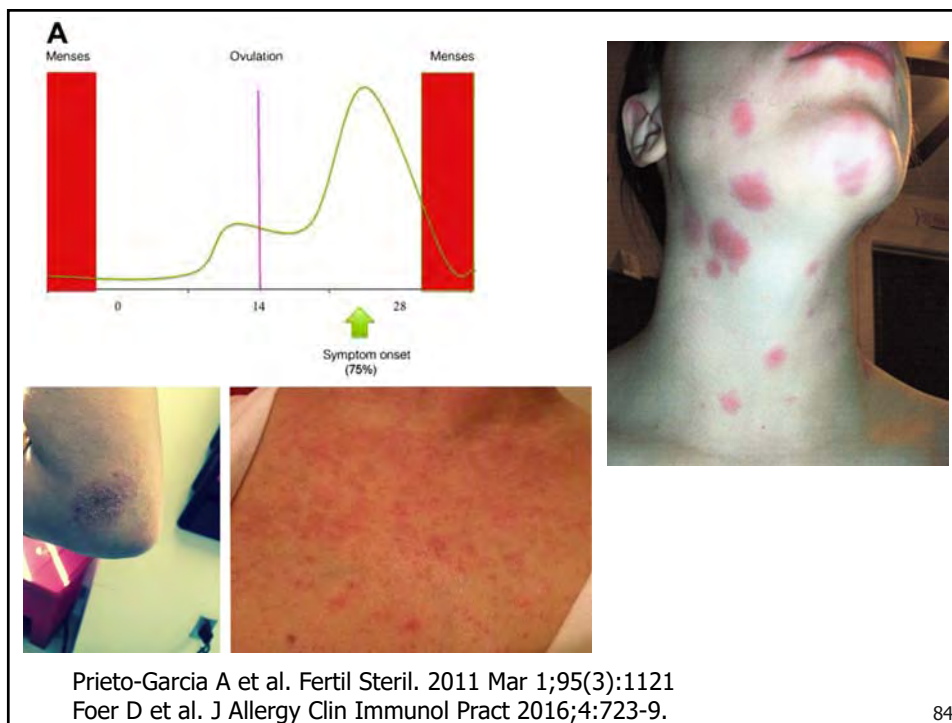 A
Menses Ovulation Menses
0 14 28
Symptom onset
(75%)
Prieto-Garcia A et al. Fertil Steril. 2011 Mar 1;95(3):1121
Foer D et al. J Allergy Clin Immunol Pract 2016;4:723-9.
84